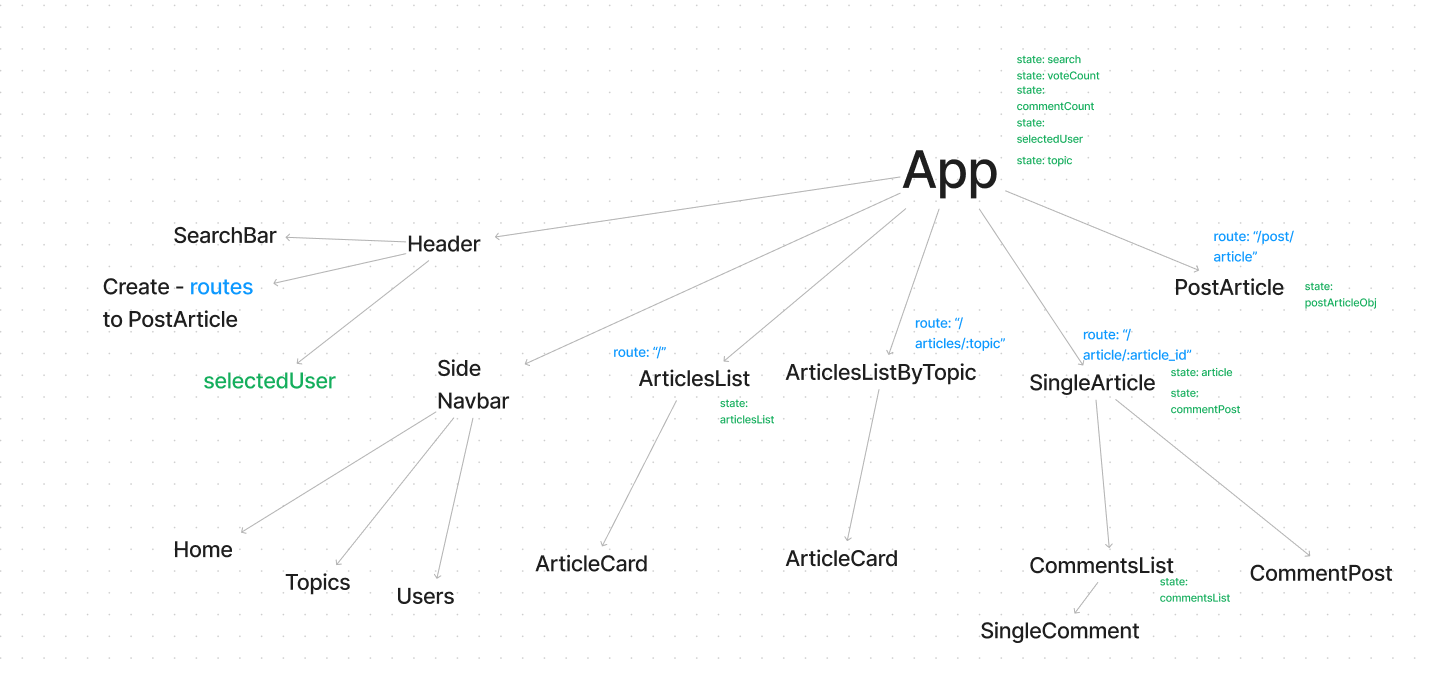 state: search
state: voteCount
state:
commentCount
state:
selectedUser
state: topic
App
SearchBar
Header
Create - routes
to PostArticle
selectedUser
route: “/post/
article”
PostArticle
state:
postArticleObj
Side
Navbar
route: “/”
ArticlesList
state:
articlesList
route: “/
articles/:topic”
ArticlesListByTopic
route: “/
article/:article_id”
SingleArticle
state: article
state:
commentPost
Home
Topics
Users
ArticleCard
ArticleCard
CommentsList
state:
commentsList
CommentPost
SingleComment